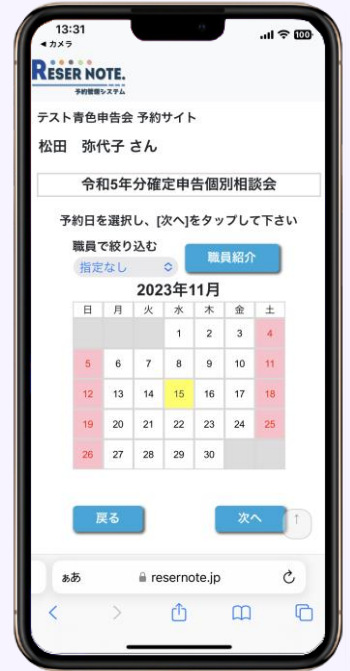 13:31
100
◀ カメラ
RESER NOTE.
予約管理システム
テスト青色申告会 予約サイト
松田 弥代子 さん
令和5年分確定申告個別相談会
予約日を選択し、[次へ]をタップして下さい
職員で絞り込む
指定なし
職員紹介
2023年11月
日 月 火 水 木 金 土
1 2 3 4
5 6 7 8 9 10 11
12 13 14 15 16 17 18
19 20 21 22 23 24 25
26 27 28 29 30
戻る
次へ
↑
ぁあ
resernote.jp